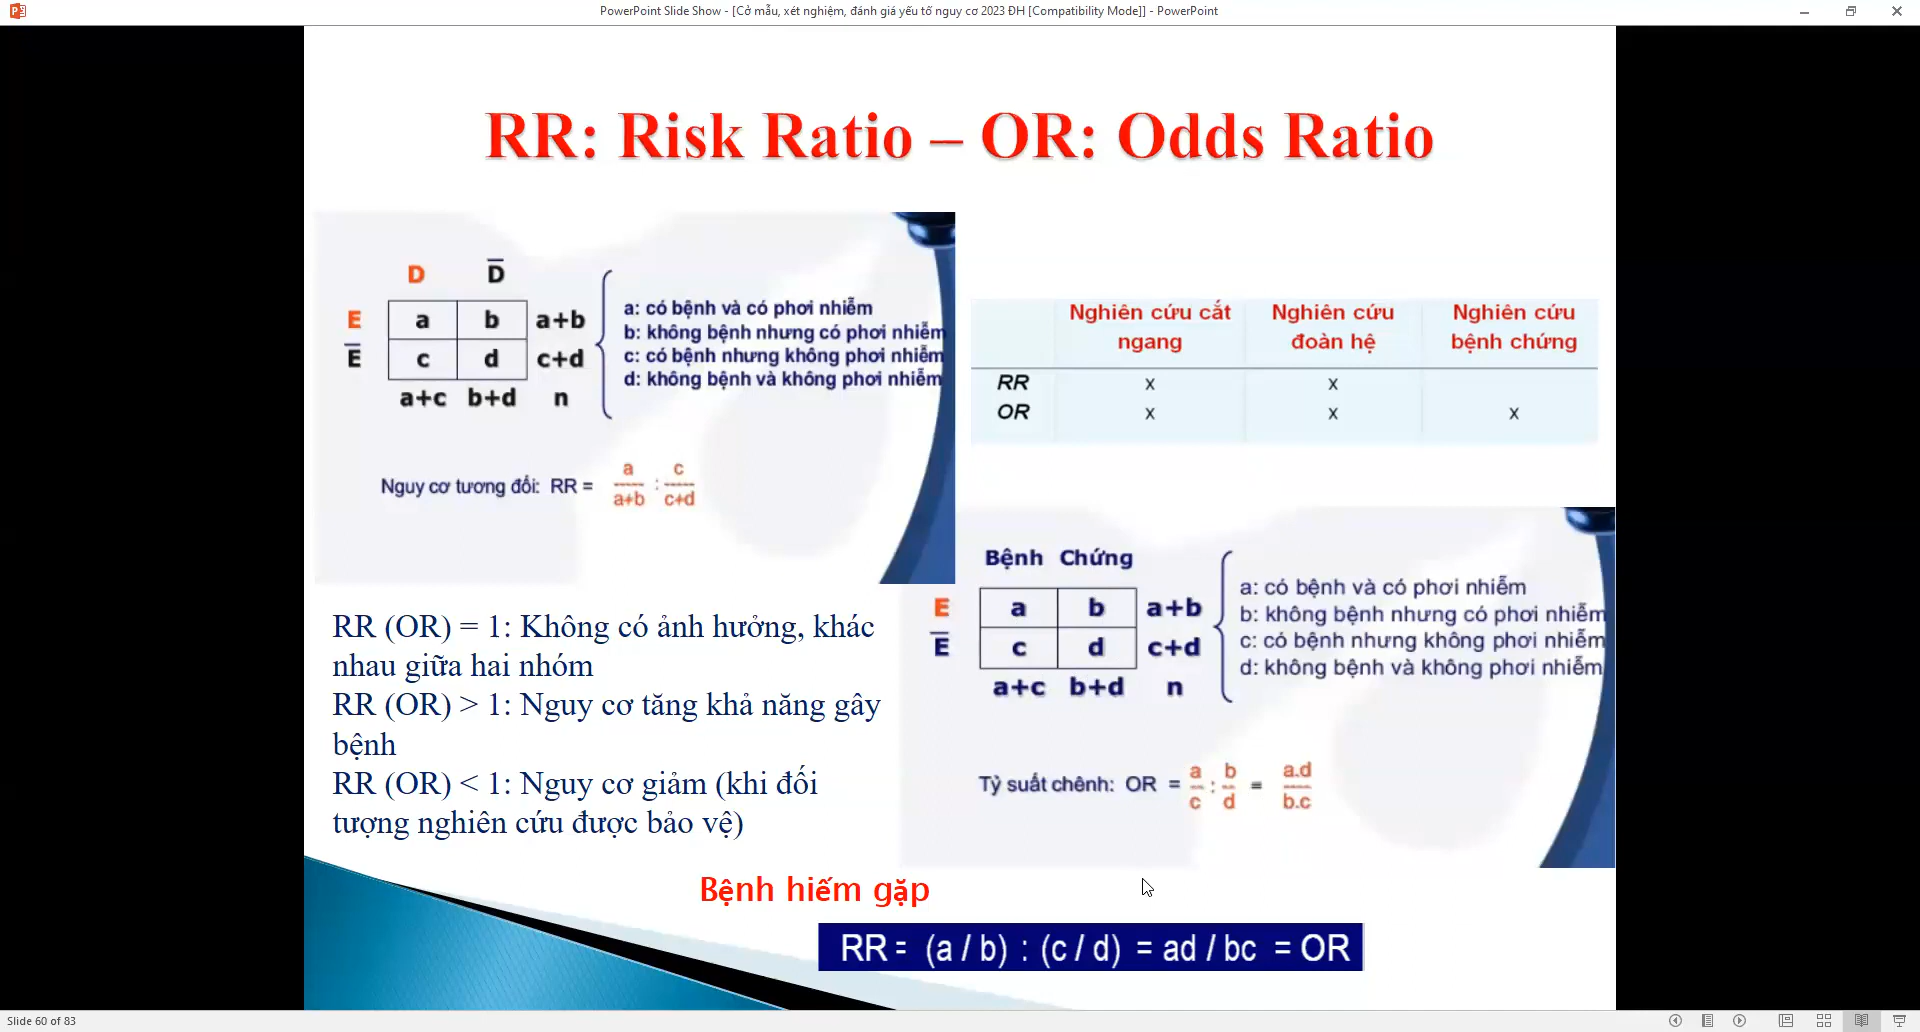 PowerPoint Slide Show - [Cở mẫu, xét nghiệm, đánh giá yếu tố nguy cơ 2023 ĐH [Compatibility Mode]] - PowerPoint
RR: Risk Ratio – OR: Odds Ratio
D D̅
E a b a+b
E̅ c d c+d
a+c b+d n
a: có bệnh và có phơi nhiễm
b: không bệnh nhưng có phơi nhiễm
c: có bệnh nhưng không phơi nhiễm
d: không bệnh và không phơi nhiễm
Nguy cơ tương đối: RR = a/a+b : c/c+d
Nghiên cứu cắt ngang Nghiên cứu đoàn hệ Nghiên cứu bệnh chứng
RR x x
OR x x x
RR (OR) = 1: Không có ảnh hưởng, khác
nhau giữa hai nhóm
RR (OR) > 1: Nguy cơ tăng khả năng gây
bệnh
RR (OR) < 1: Nguy cơ giảm (khi đối
tượng nghiên cứu được bảo vệ)
Bệnh Chứng
E a b a+b
E̅ c d c+d
a+c b+d n
a: có bệnh và có phơi nhiễm
b: không bệnh nhưng có phơi nhiễm
c: có bệnh nhưng không phơi nhiễm
d: không bệnh và không phơi nhiễm
Tỷ suất chênh: OR = a/c : b/d = a.d/b.c
Bệnh hiếm gặp
RR = (a / b) : (c / d) = ad / bc = OR
Slide 60 of 83